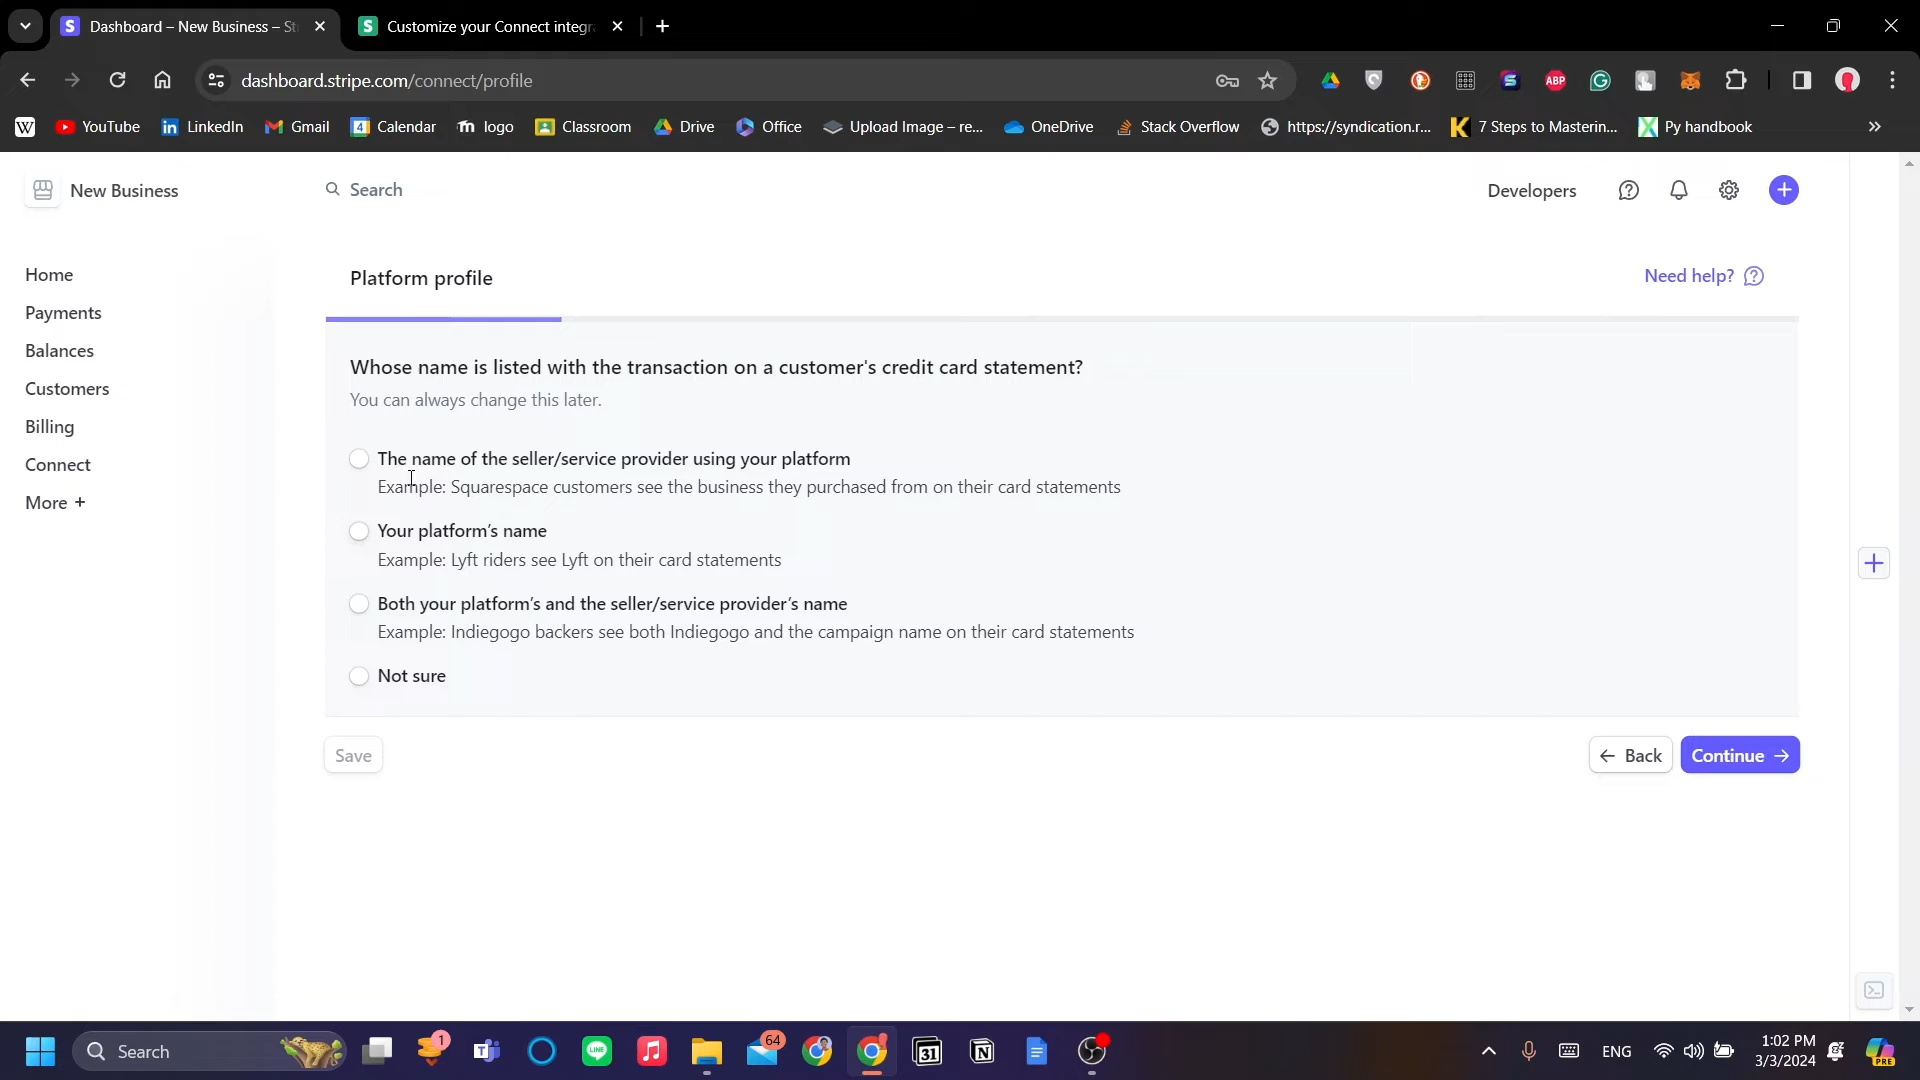 Dashboard – New Business – St
Customize your Connect integr
dashboard.stripe.com/connect/profile
ABP
W YouTube LinkedIn Gmail 4 Calendar m logo Classroom Drive Office Upload Image – re... OneDrive Stack Overflow https://syndication.r... 7 Steps to Masterin... Py handbook »
New Business
Search
Developers
Home
Payments
Balances
Customers
Billing
Connect
More +
Platform profile
Need help?
Whose name is listed with the transaction on a customer's credit card statement?
You can always change this later.
The name of the seller/service provider using your platform
Example: Squarespace customers see the business they purchased from on their card statements
Your platform's name
Example: Lyft riders see Lyft on their card statements
Both your platform's and the seller/service provider's name
Example: Indiegogo backers see both Indiegogo and the campaign name on their card statements
Not sure
Save
← Back
Continue →
Search
1
64
31
ENG
1:02 PM
3/3/2024
PRE